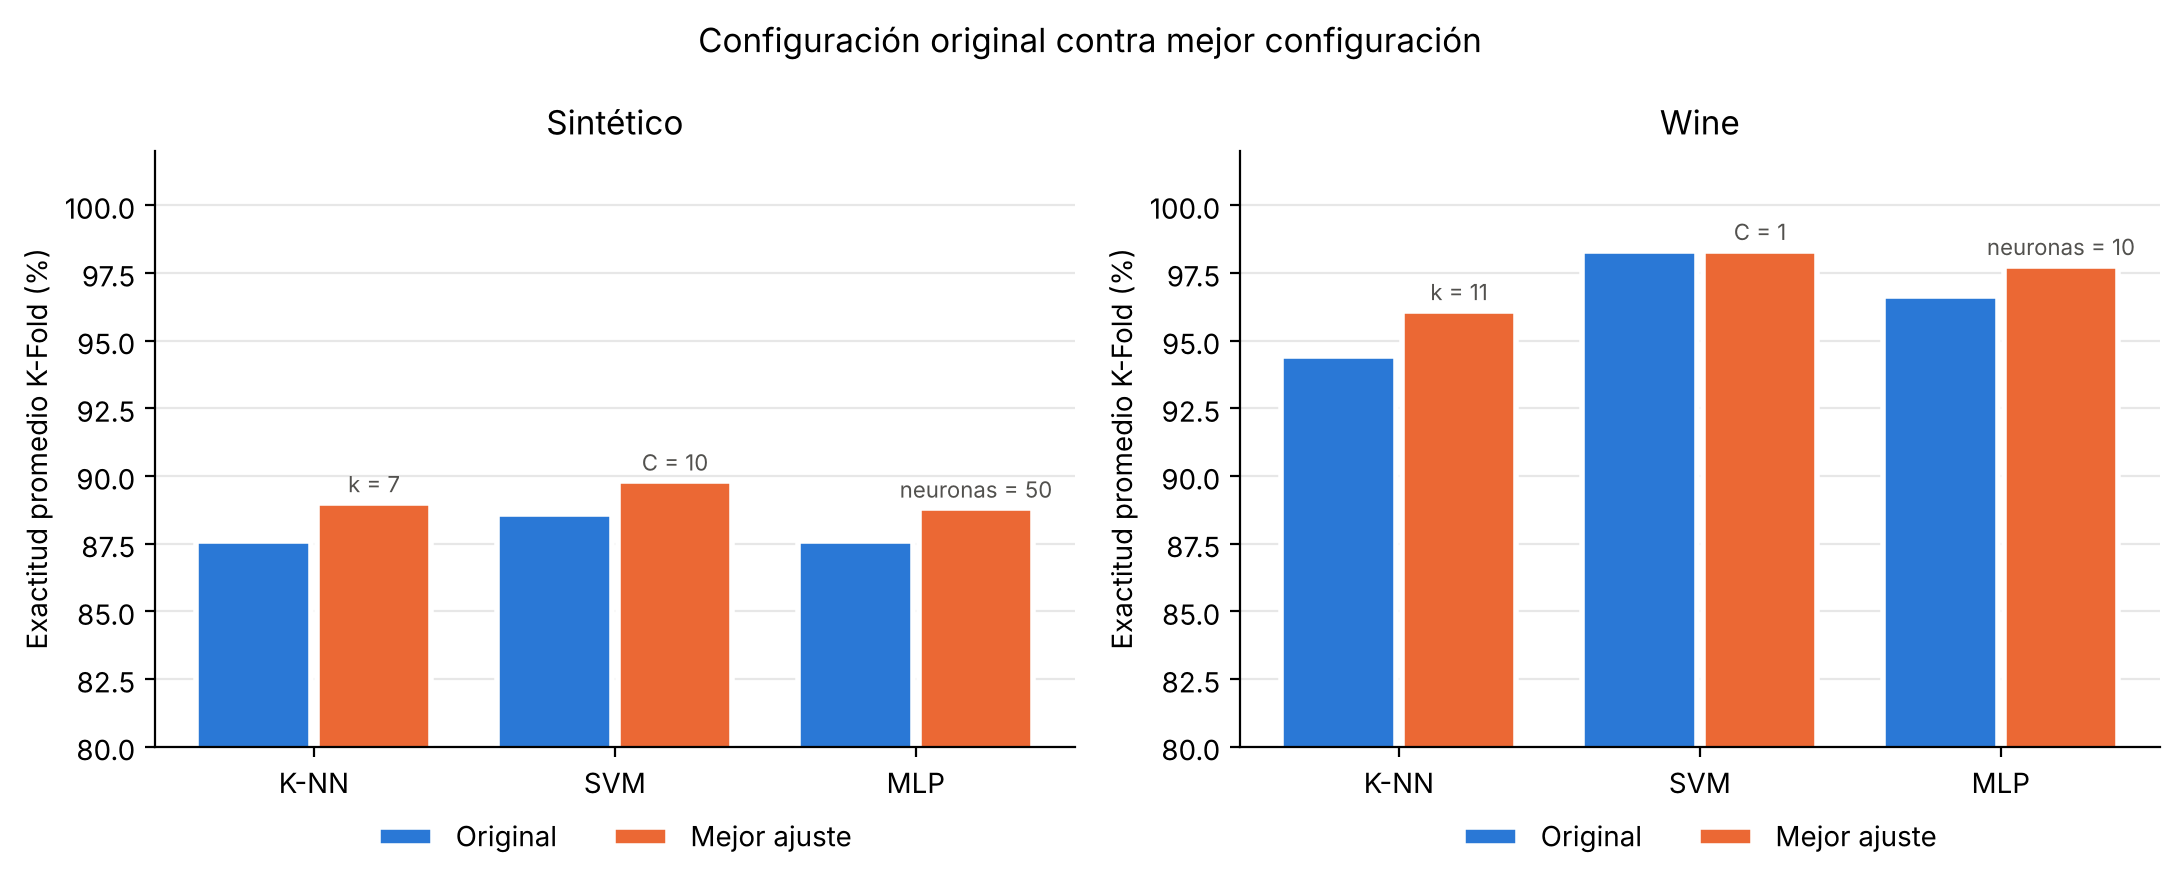 Configuración original contra mejor configuración
Sintético
Exactitud promedio K-Fold (%)
100.0
97.5
95.0
92.5
90.0
87.5
85.0
82.5
80.0
k = 7
C = 10
neuronas = 50
K-NN SVM MLP
Original Mejor ajuste
Wine
Exactitud promedio K-Fold (%)
100.0
97.5
95.0
92.5
90.0
87.5
85.0
82.5
80.0
k = 11
C = 1
neuronas = 10
K-NN SVM MLP
Original Mejor ajuste